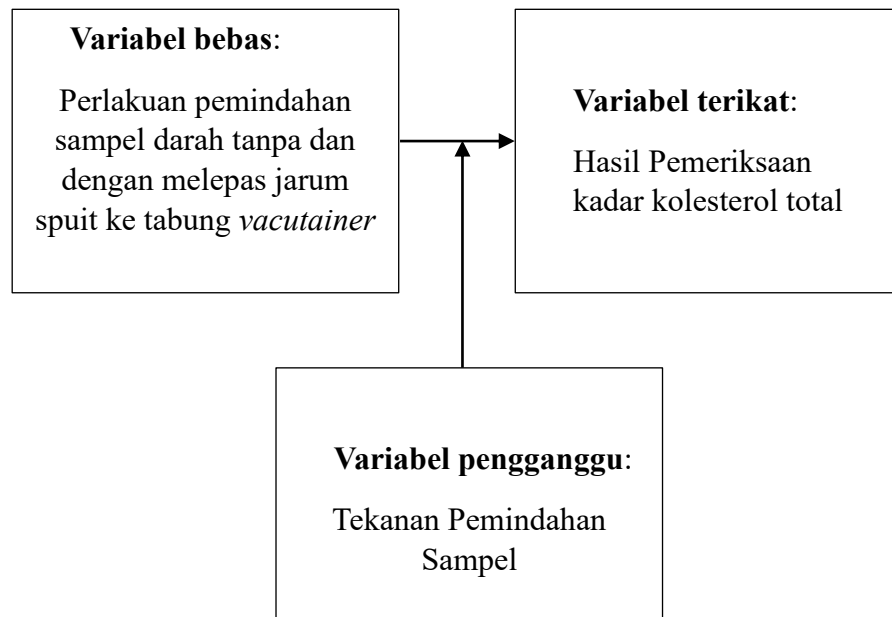 Variabel bebas:
Perlakuan pemindahan
sampel darah tanpa dan
dengan melepas jarum
spuit ke tabung vacutainer
Variabel terikat:
Hasil Pemeriksaan
kadar kolesterol total
Variabel pengganggu:
Tekanan Pemindahan
Sampel